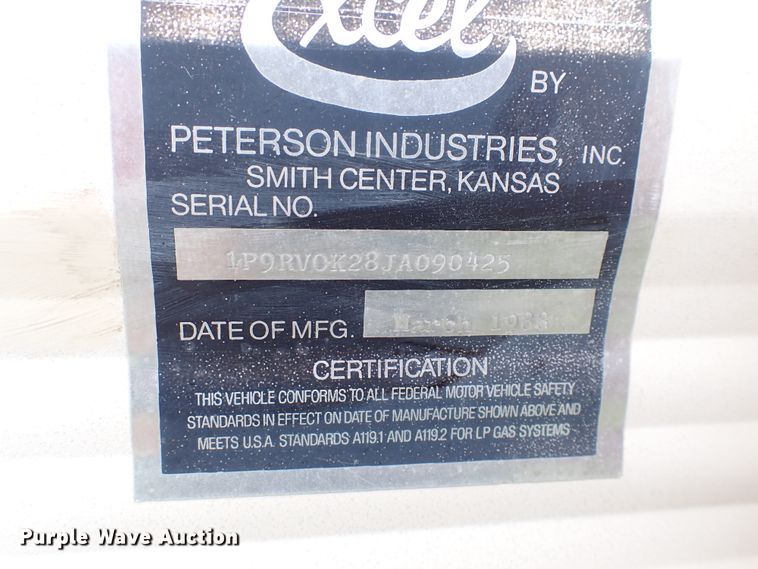 Excel
BY
PETERSON INDUSTRIES, INC.
SMITH CENTER, KANSAS
SERIAL NO.
1P9RV0K28JA090425
DATE OF MFG. March 1988
CERTIFICATION
THIS VEHICLE CONFORMS TO ALL FEDERAL MOTOR VEHICLE SAFETY
STANDARDS IN EFFECT ON DATE OF MANUFACTURE SHOWN ABOVE AND
MEETS U.S.A. STANDARDS A119.1 AND A119.2 FOR LP GAS SYSTEMS
Purple Wave Auction